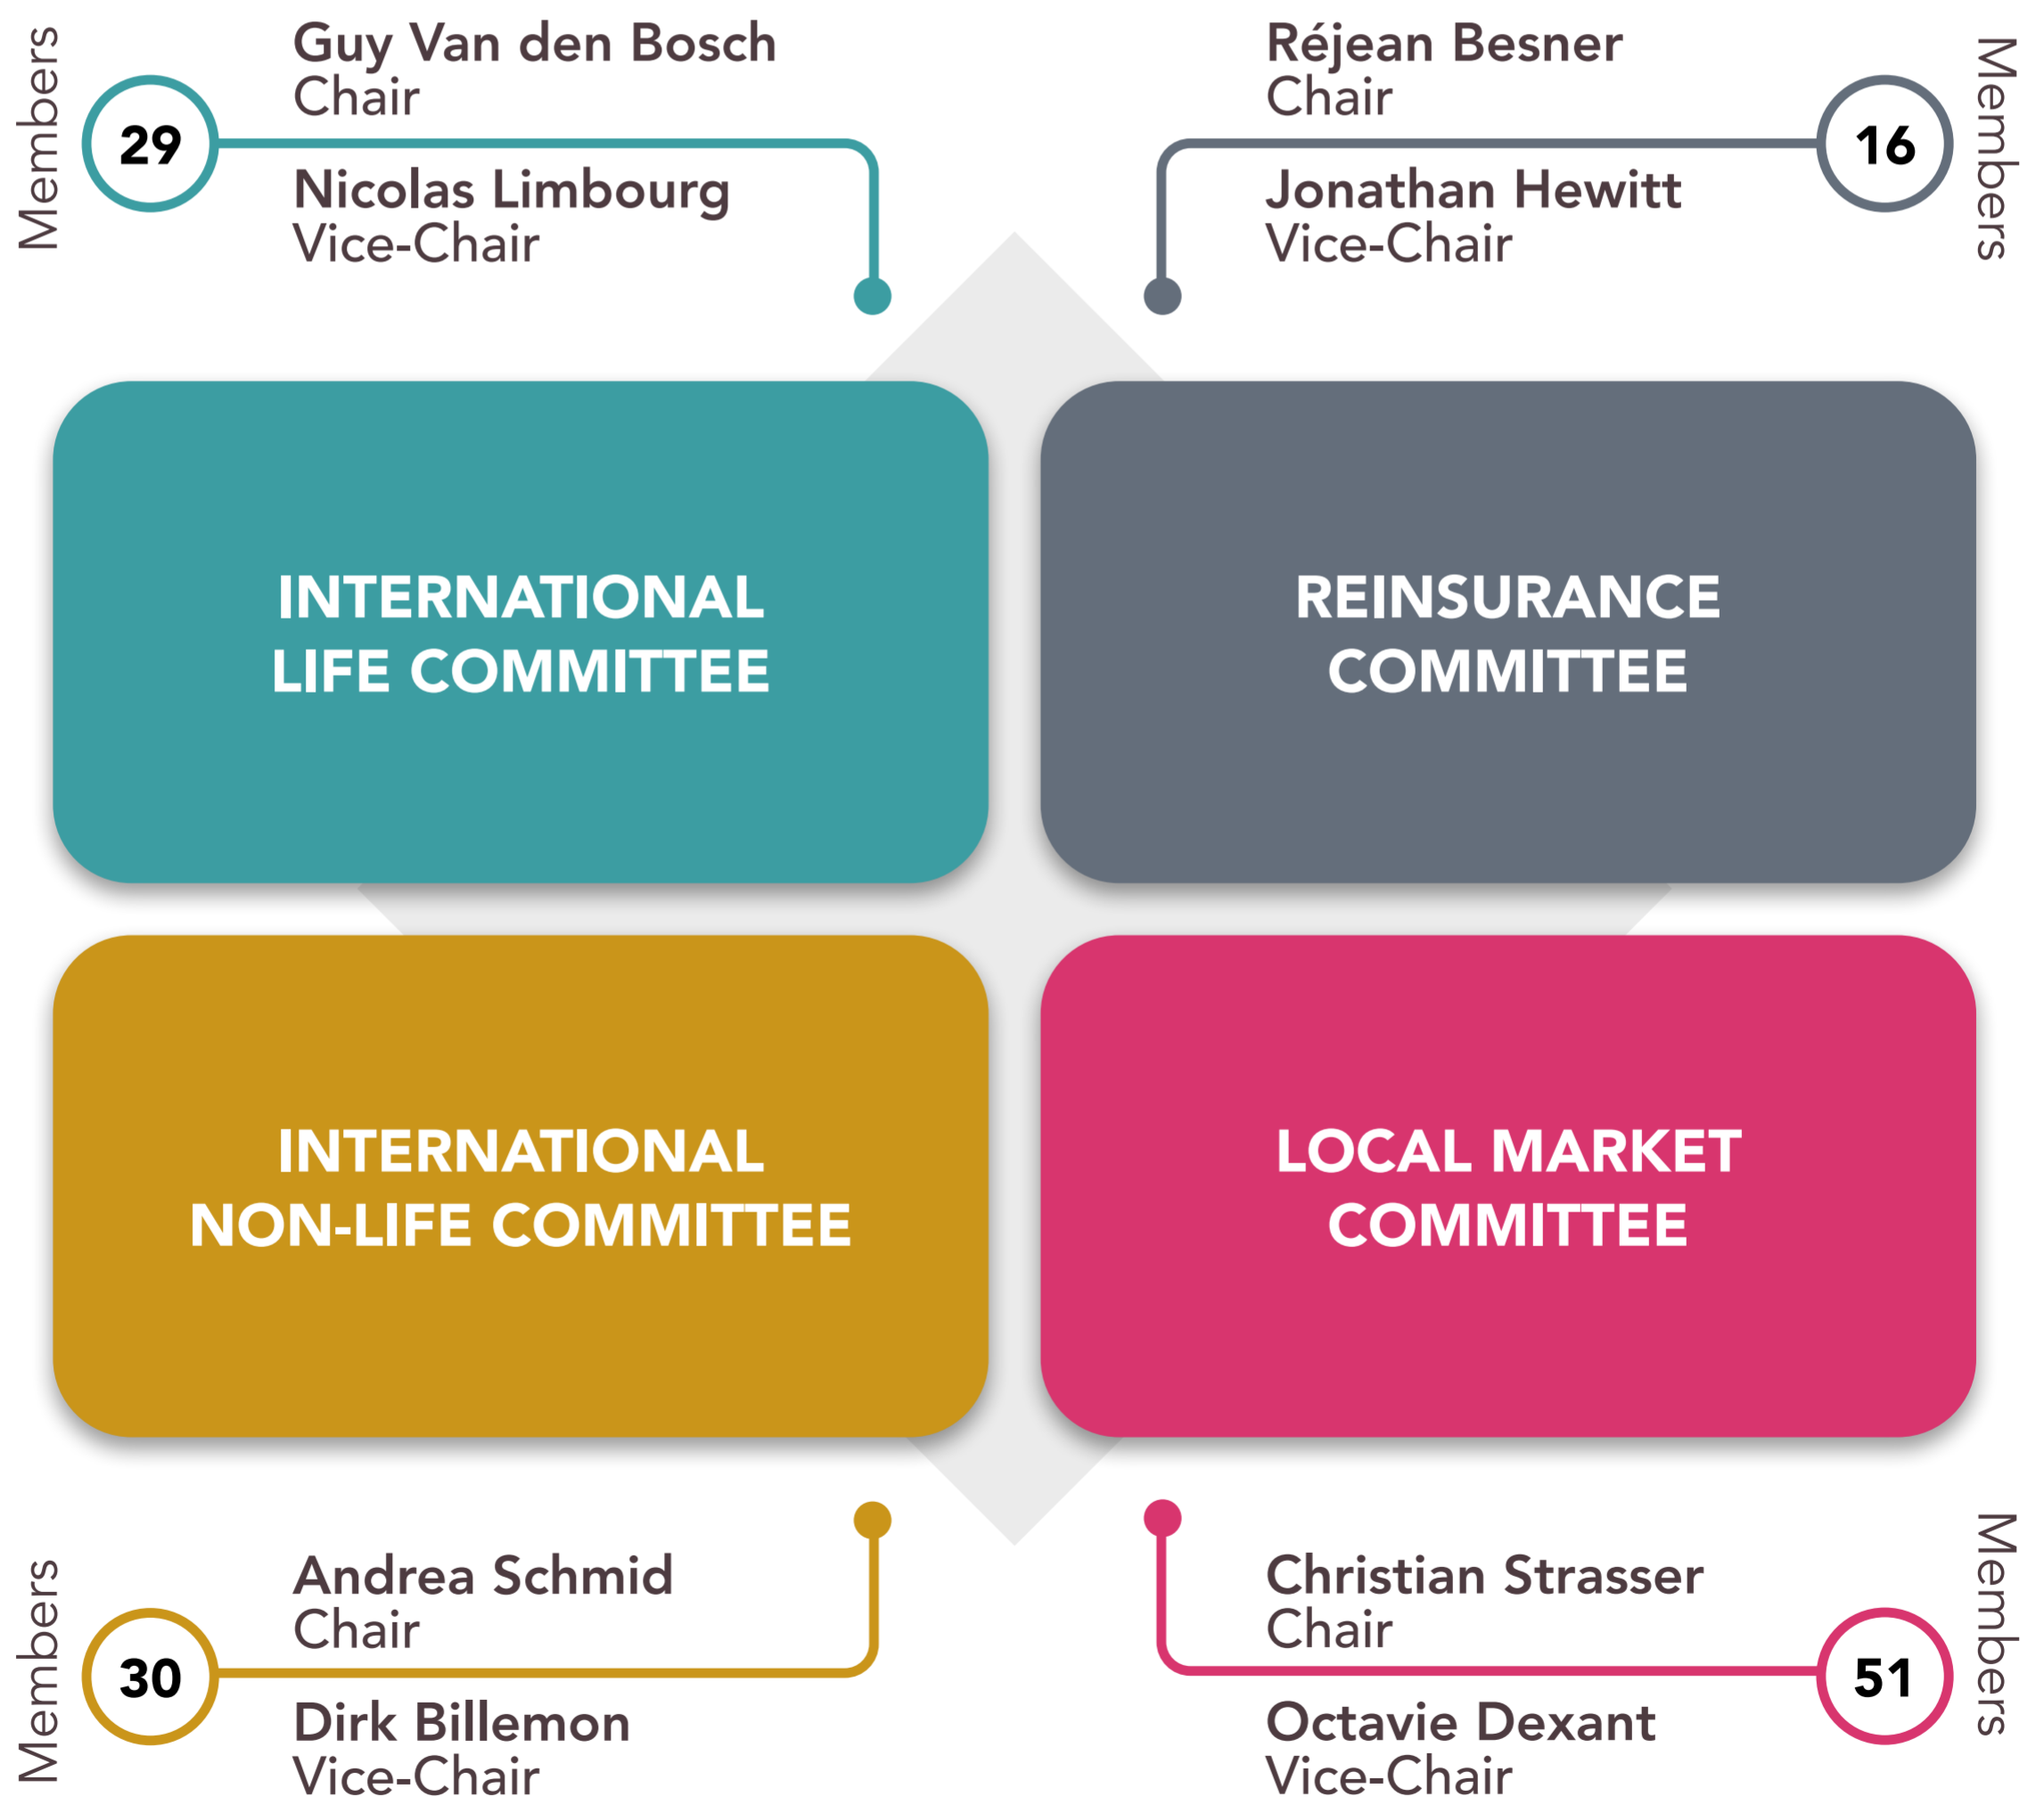 Members
29
Guy Van den Bosch
Chair
Nicolas Limbourg
Vice-Chair
Réjean Besner
Chair
Jonathan Hewitt
Vice-Chair
16
Members
INTERNATIONAL
LIFE COMMITTEE
REINSURANCE
COMMITTEE
INTERNATIONAL
NON-LIFE COMMITTEE
LOCAL MARKET
COMMITTEE
Members
30
Andrea Schmid
Chair
Dirk Billemon
Vice-Chair
Christian Strasser
Chair
Octavie Dexant
Vice-Chair
51
Members